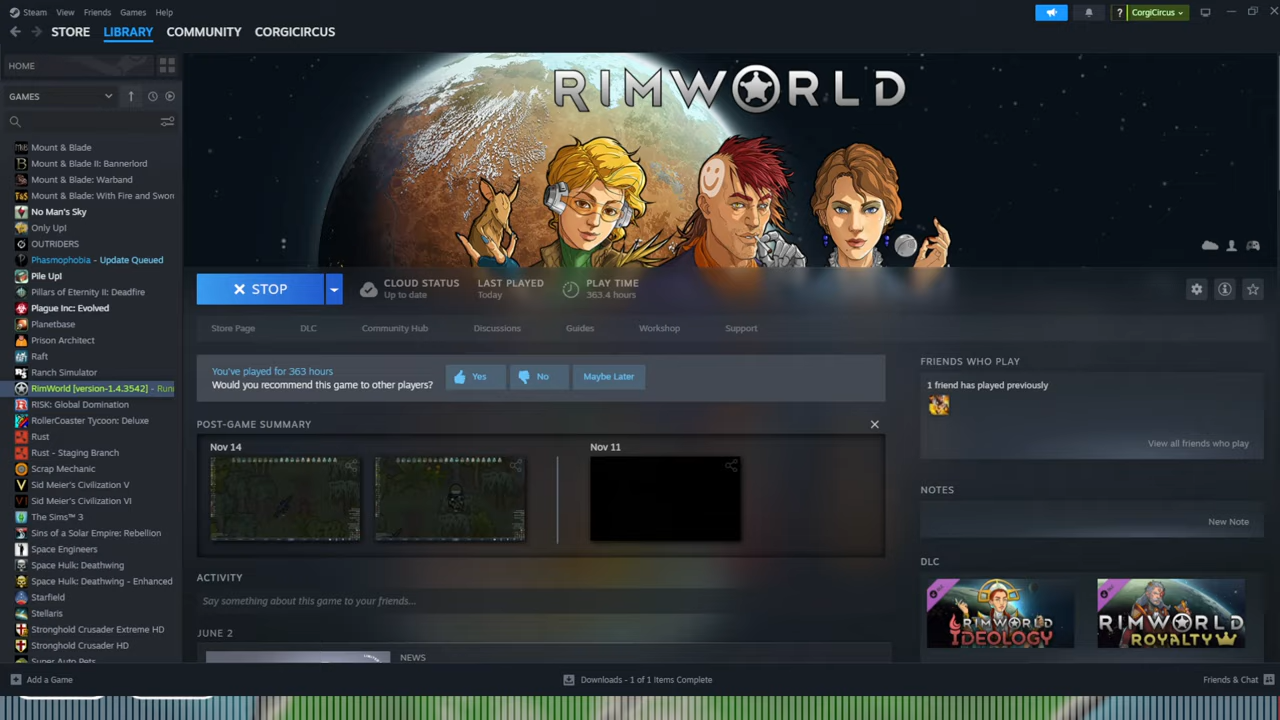 Steam View Friends Games Help
CorgiCircus
STORE LIBRARY COMMUNITY CORGICIRCUS
HOME
GAMES
Mount & Blade
Mount & Blade II: Bannerlord
Mount & Blade: Warband
Mount & Blade: With Fire and Swor
No Man's Sky
Only Up!
OUTRIDERS
Phasmophobia - Update Queued
Pile Up!
Pillars of Eternity II: Deadfire
Plague Inc: Evolved
Planetbase
Prison Architect
Raft
Ranch Simulator
RimWorld [version-1.4.3542] - Run
RISK: Global Domination
RollerCoaster Tycoon: Deluxe
Rust
Rust - Staging Branch
Scrap Mechanic
Sid Meier's Civilization V
Sid Meier's Civilization VI
The Sims™ 3
Sins of a Solar Empire: Rebellion
Space Engineers
Space Hulk: Deathwing
Space Hulk: Deathwing - Enhanced
Starfield
Stellaris
Stronghold Crusader Extreme HD
Stronghold Crusader HD
Super Auto Pets
RIMWORLD
STOP
CLOUD STATUS
Up to date
LAST PLAYED
Today
PLAY TIME
363.4 hours
Store Page DLC Community Hub Discussions Guides Workshop Support
You've played for 363 hours
Would you recommend this game to other players?
Yes No Maybe Later
POST-GAME SUMMARY
Nov 14 Nov 11
ACTIVITY
Say something about this game to your friends...
JUNE 2
NEWS
FRIENDS WHO PLAY
1 friend has played previously
View all friends who play
NOTES
New Note
DLC
RIMWORLD
IDEOLOGY
RIMWORLD
ROYALTY
Add a Game
Downloads - 1 of 1 Items Complete
Friends & Chat